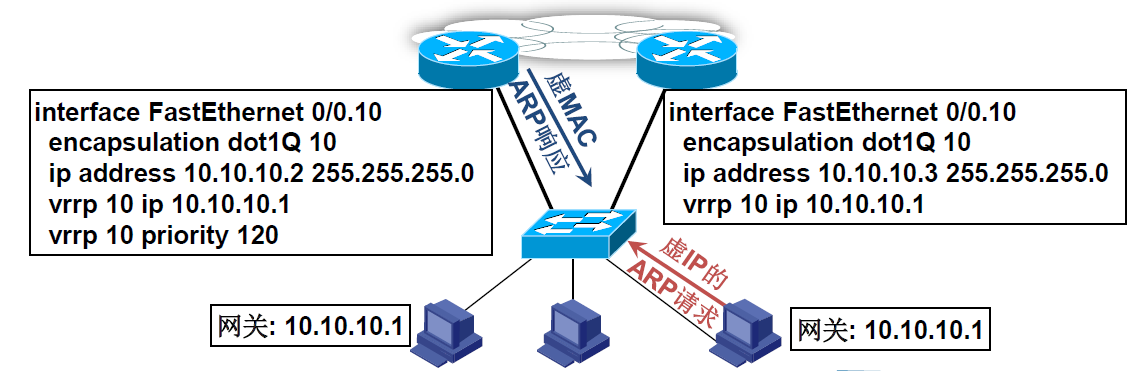 interface FastEthernet 0/0.10
encapsulation dot1Q 10
ip address 10.10.10.2 255.255.255.0
vrrp 10 ip 10.10.10.1
vrrp 10 priority 120
虚MAC
ARP响应
interface FastEthernet 0/0.10
encapsulation dot1Q 10
ip address 10.10.10.3 255.255.255.0
vrrp 10 ip 10.10.10.1
虚IP的
ARP请求
网关: 10.10.10.1
网关: 10.10.10.1